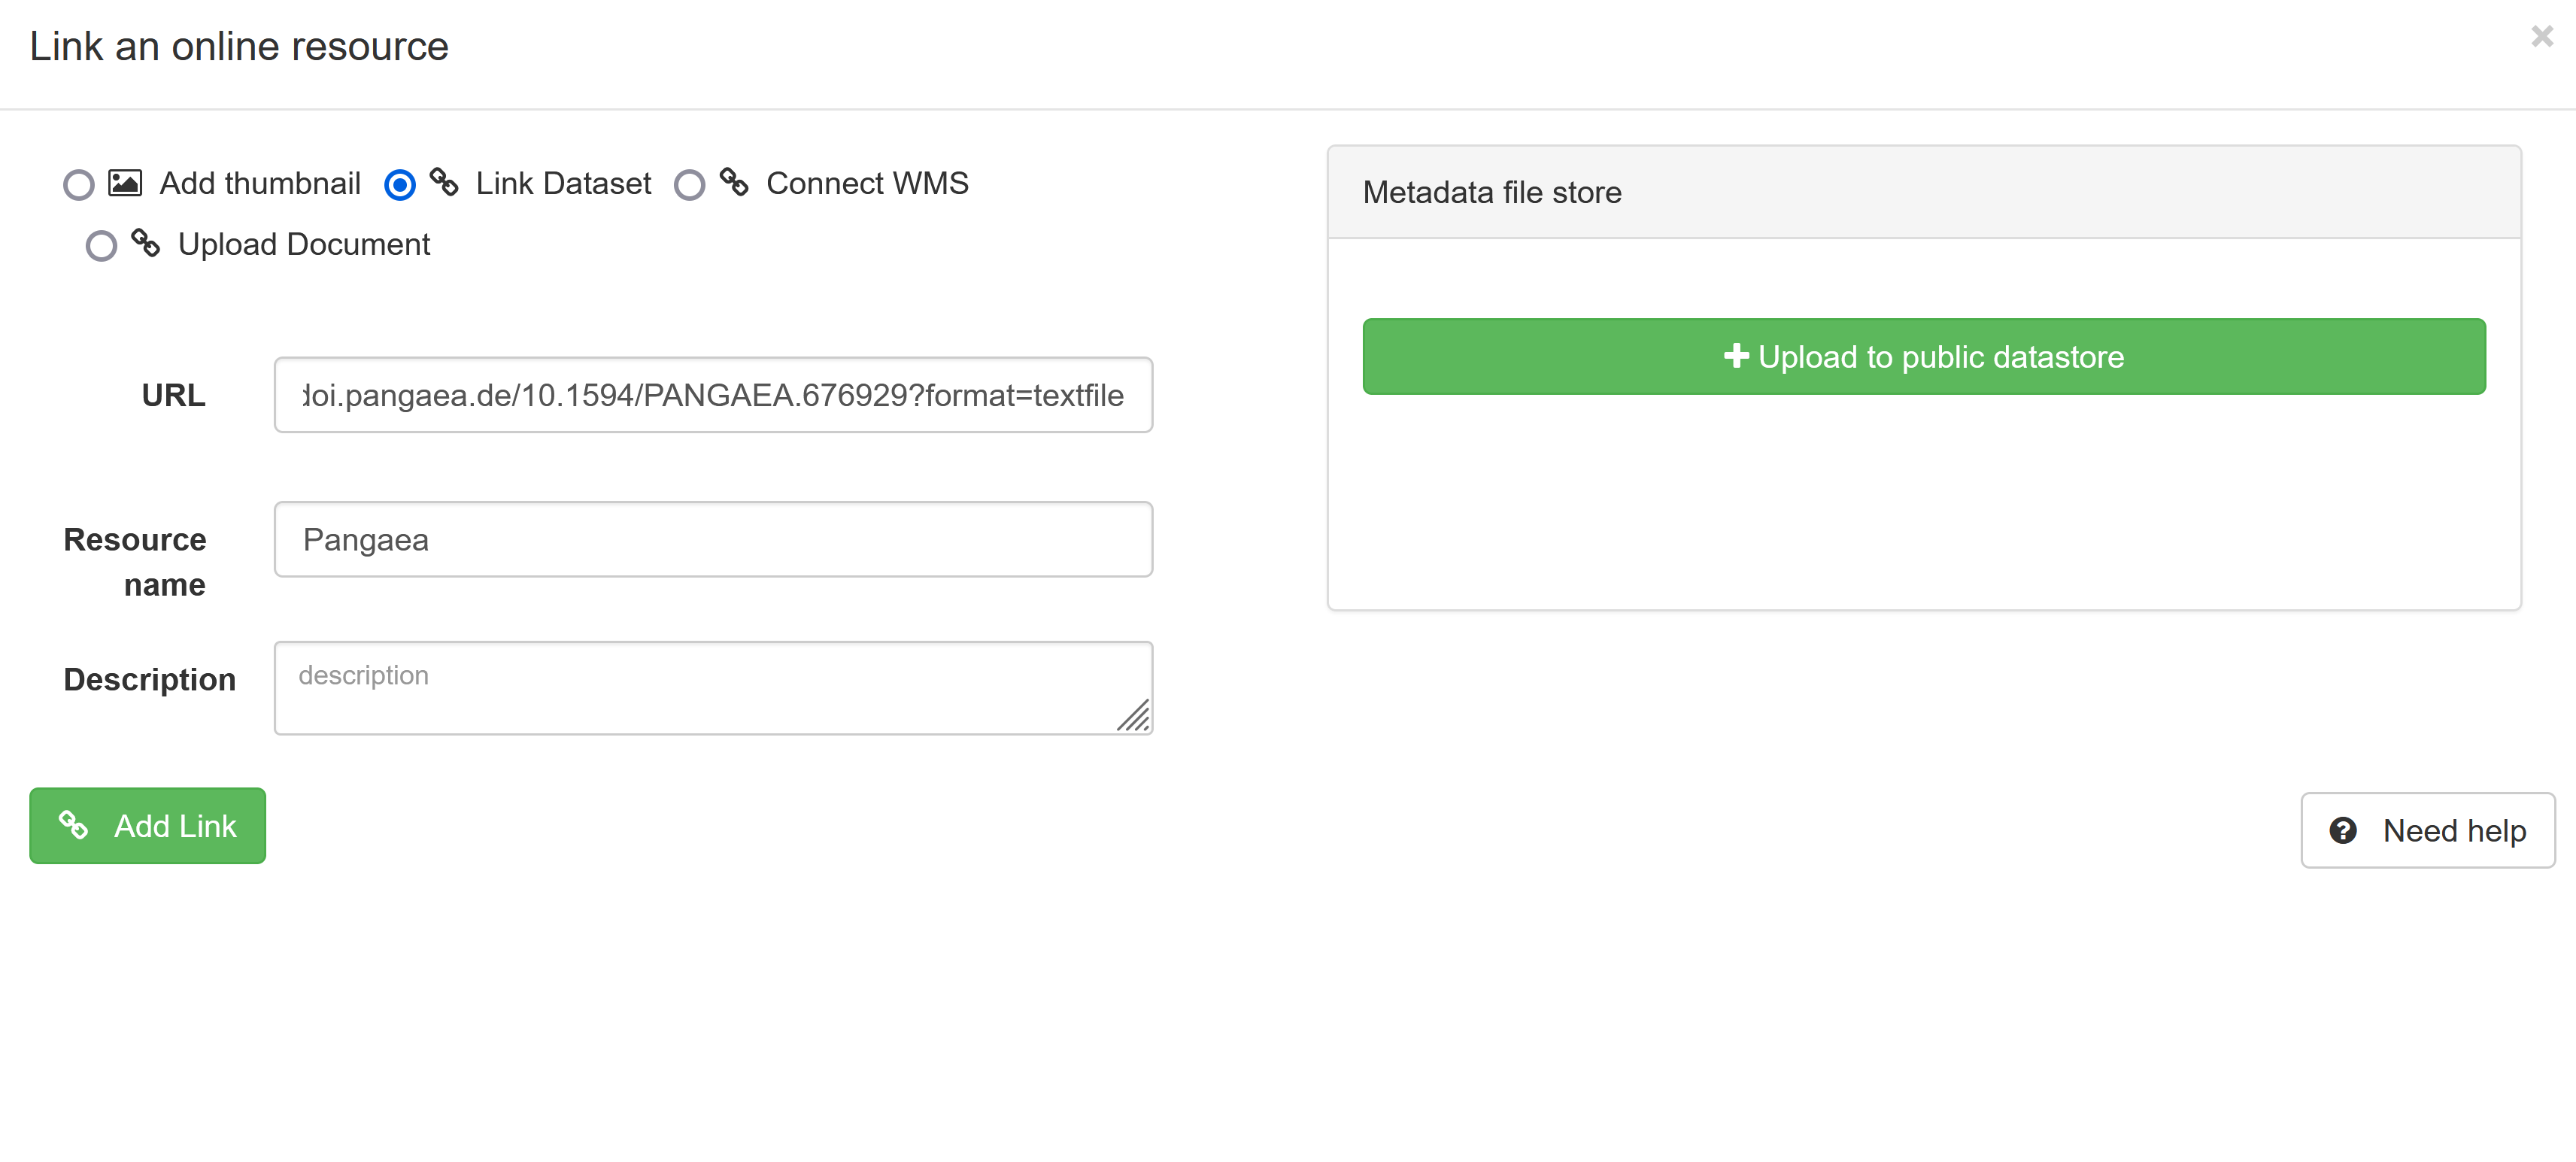 Link an online resource
×
Add thumbnail Link Dataset Connect WMS
Upload Document
URL
doi.pangaea.de/10.1594/PANGAEA.676929?format=textfile
Resource name
Pangaea
Description
description
Add Link
Metadata file store
Upload to public datastore
Need help